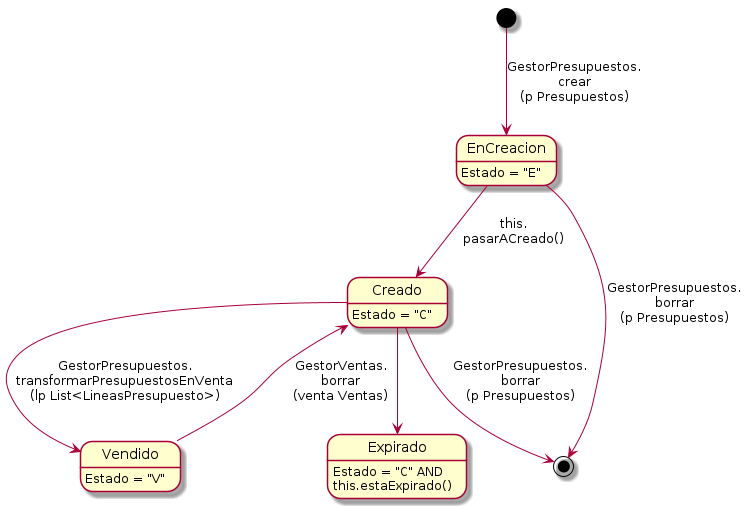 GestorPresupuestos.
crear
(p Presupuestos)
EnCreacion
Estado = "E"
this.
pasarACreado()
GestorPresupuestos.
borrar
(p Presupuestos)
Creado
Estado = "C"
GestorPresupuestos.
transformarPresupuestosEnVenta
(lp List<LineasPresupuesto>)
GestorVentas.
borrar
(venta Ventas)
GestorPresupuestos.
borrar
(p Presupuestos)
Vendido
Estado = "V"
Expirado
Estado = "C" AND
this.estaExpirado()